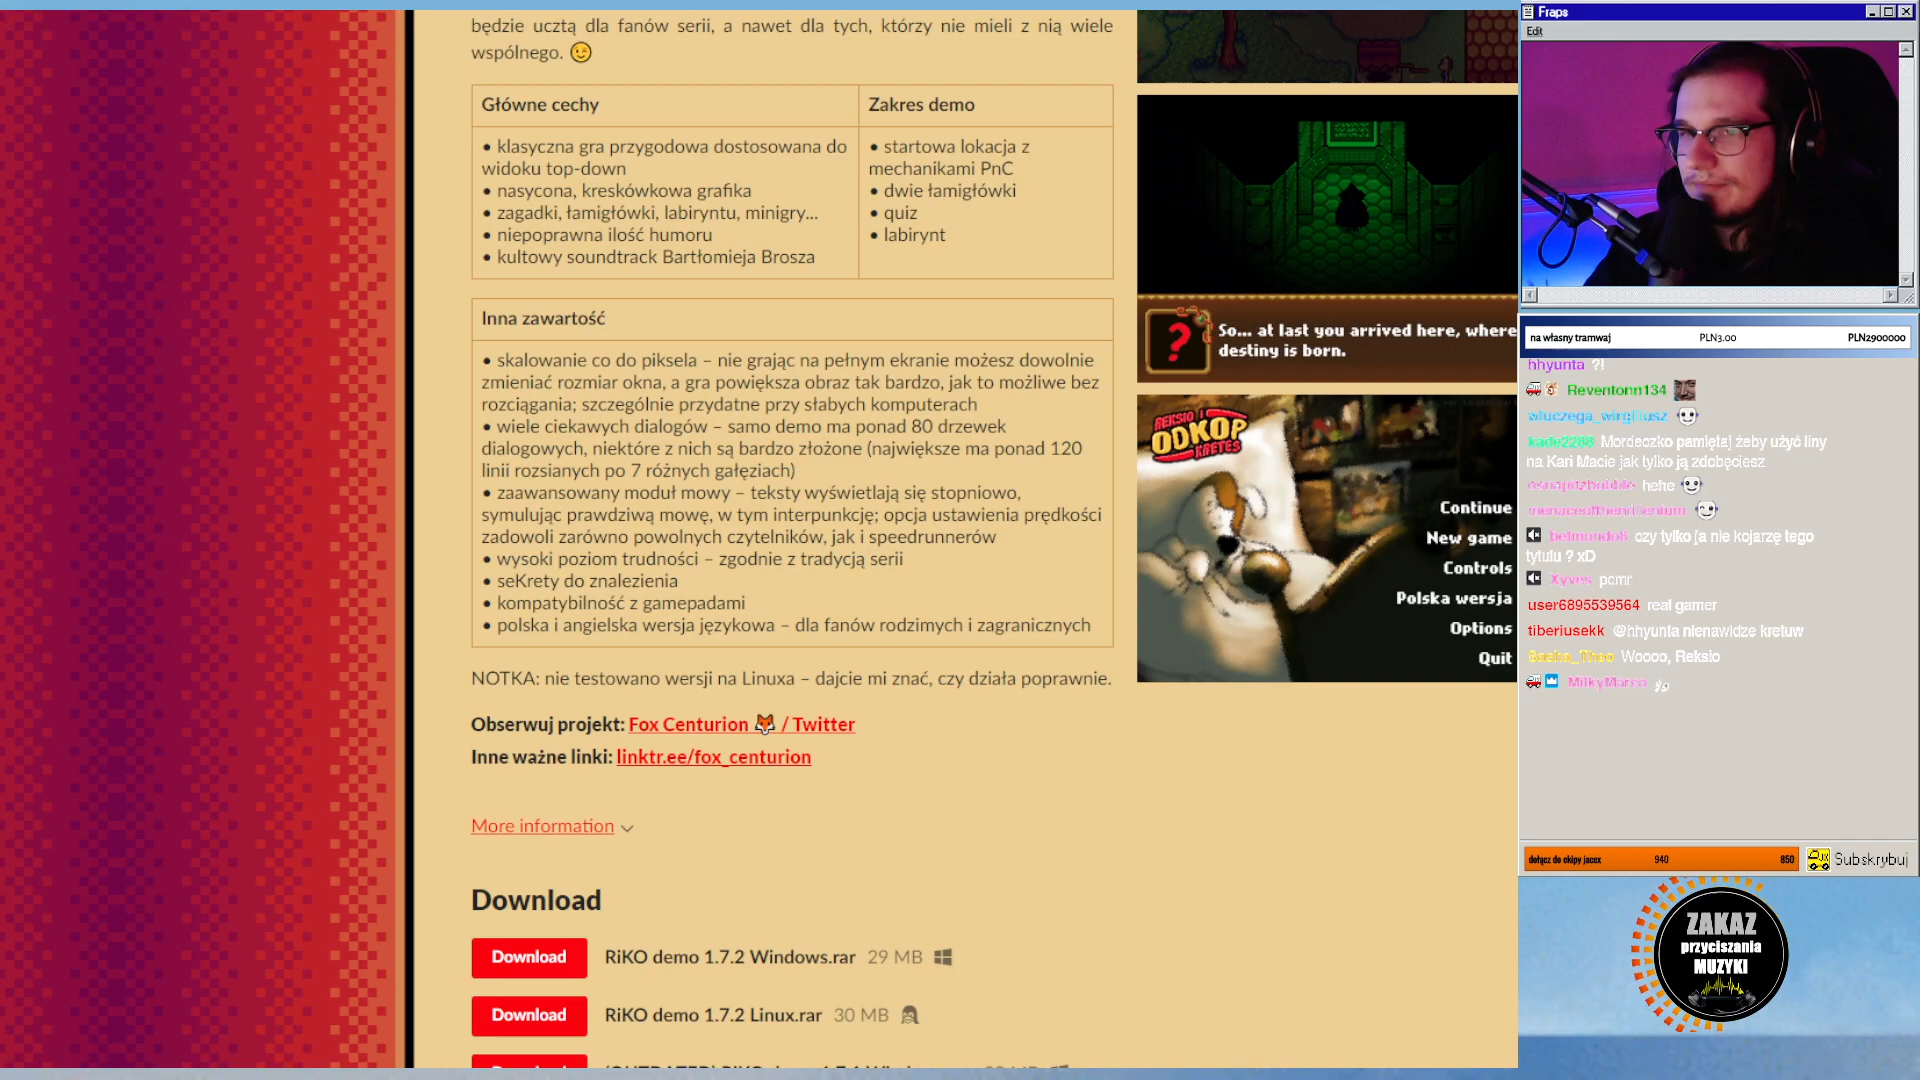 będzie ucztą dla fanów serii, a nawet dla tych, którzy nie mieli z nią wiele
wspólnego. 😉
Główne cechy
Zakres demo
• klasyczna gra przygodowa dostosowana do
widoku top-down
• nasycona, kreskówkowa grafika
• zagadki, łamigłówki, labiryntu, minigry...
• niepoprawna ilość humoru
• kultowy soundtrack Bartłomieja Brosza
• startowa lokacja z
mechanikami PnC
• dwie łamigłówki
• quiz
• labirynt
Inna zawartość
• skalowanie co do piksela – nie grając na pełnym ekranie możesz dowolnie
zmieniać rozmiar okna, a gra powiększa obraz tak bardzo, jak to możliwe bez
rozciągania; szczególnie przydatne przy słabych komputerach
• wiele ciekawych dialogów – samo demo ma ponad 80 drzewek
dialogowych, niektóre z nich są bardzo złożone (największe ma ponad 120
linii rozsianych po 7 różnych gałęziach)
• zaawansowany moduł mowy – teksty wyświetlają się stopniowo,
symulując prawdziwą mowę, w tym interpunkcję; opcja ustawienia prędkości
zadowoli zarówno powolnych czytelników, jak i speedrunnerów
• wysoki poziom trudności – zgodnie z tradycją serii
• seKrety do znalezienia
• kompatybilność z gamepadami
• polska i angielska wersja językowa – dla fanów rodzimych i zagranicznych
NOTKA: nie testowano wersji na Linuxa – dajcie mi znać, czy działa poprawnie.
Obserwuj projekt: Fox Centurion 🦊 / Twitter
Inne ważne linki: linktr.ee/fox_centurion
More information
Download
Download RiKO demo 1.7.2 Windows.rar 29 MB
Download RiKO demo 1.7.2 Linux.rar 30 MB
So... at last you arrived here, where
destiny is born.
REKSIO i
ODKOP
KRETES
Continue
New game
Controls
Polska wersja
Options
Quit
Fraps
Edit
na własny tramwaj PLN3.00 PLN2900000
hhyunta ?!
Reventonn134
wluczega_wirgiliusz
kade2288 Mordeczko pamiętaj żeby użyć liny
na Kari Macie jak tylko ją zdobęciesz
hehe
belmondo8 czy tylko ja nie kojarzę tego
tytułu ? xD
Xyves pcmr
user6895539564 real gamer
tiberiusekk @hhyunta nienawidze kretuw
Sasha_Theo Woooo, Reksio
MilkyMarco
dołącz do ekipy jacex 940 850
Subskrybuj
ZAKAZ
przyciszania
MUZYKI